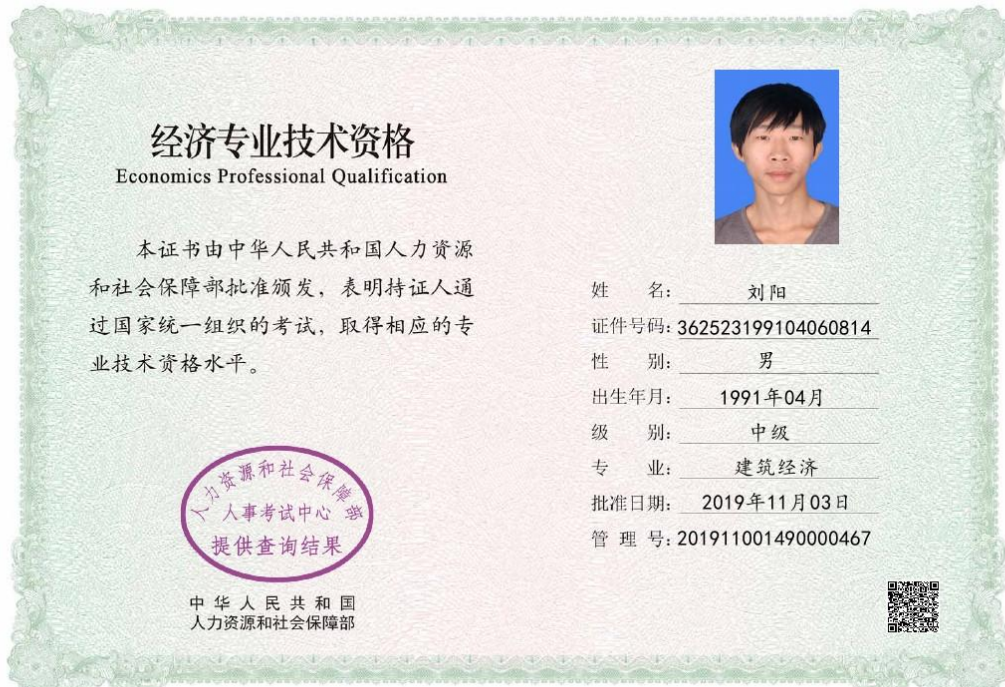 经济专业技术资格
Economics Professional Qualification
本证书由中华人民共和国人力资源
和社会保障部批准颁发，表明持证人通
过国家统一组织的考试，取得相应的专
业技术资格水平。
人力资源和社会保障部
人事考试中心
提供查询结果
中华人民共和国
人力资源和社会保障部
姓 名：刘阳
证件号码：362523199104060814
性 别：男
出生年月：1991年04月
级 别：中级
专 业：建筑经济
批准日期：2019年11月03日
管 理 号：201911001490000467